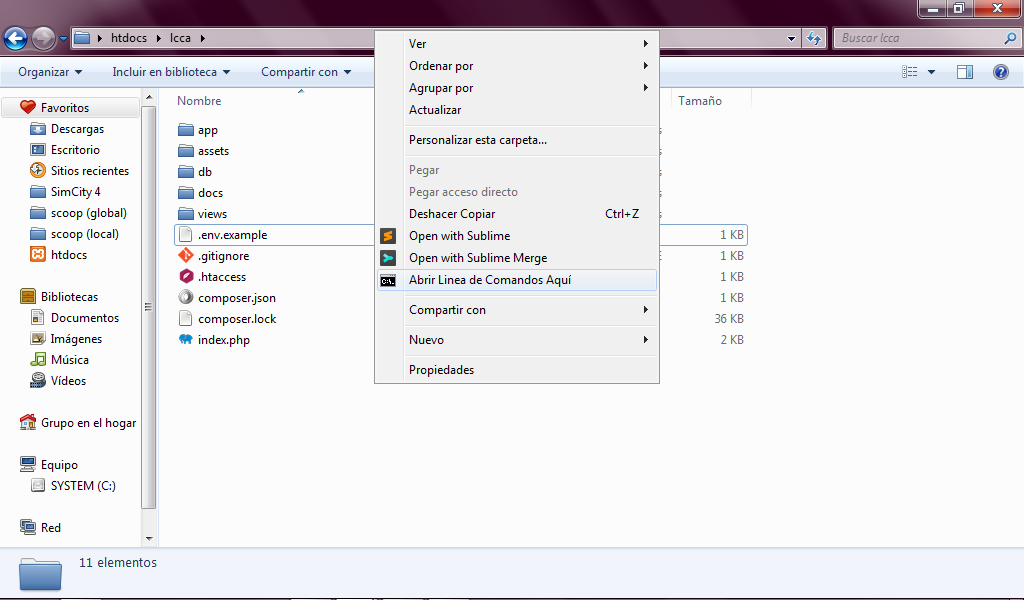 htdocs lcca
Buscar lcca
Organizar Incluir en biblioteca Compartir con
Favoritos
Descargas
Escritorio
Sitios recientes
SimCity 4
scoop (global)
scoop (local)
htdocs
Bibliotecas
Documentos
Imágenes
Música
Vídeos
Grupo en el hogar
Equipo
SYSTEM (C:)
Red
Nombre Tamaño
app
assets
db
docs
views
.env.example 1 KB
.gitignore 1 KB
.htaccess 1 KB
composer.json 1 KB
composer.lock 36 KB
index.php 2 KB
Ver
Ordenar por
Agrupar por
Actualizar
Personalizar esta carpeta...
Pegar
Pegar acceso directo
Deshacer Copiar Ctrl+Z
Open with Sublime
Open with Sublime Merge
C:\. Abrir Linea de Comandos Aquí
Compartir con
Nuevo
Propiedades
11 elementos